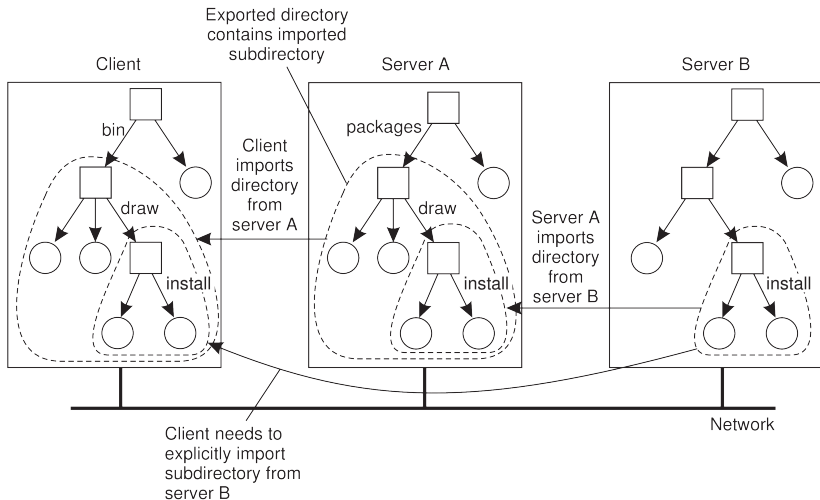 Exported directory
contains imported
subdirectory
Client
Server A
Server B
bin
packages
Client
imports
directory
from
server A
draw
draw
Server A
imports
directory
from
server B
install
install
install
Network
Client needs to
explicitly import
subdirectory from
server B